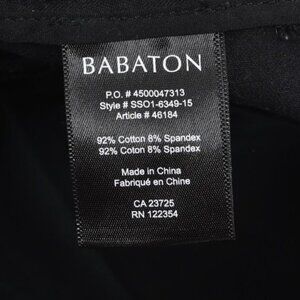 BABATON
P.O. # 4500047313
Style # SSO1-6349-15
Article # 46184
92% Cotton 8% Spandex
92% Coton 8% Spandex
Made in China
Fabriqué en Chine
CA 23725
RN 122354